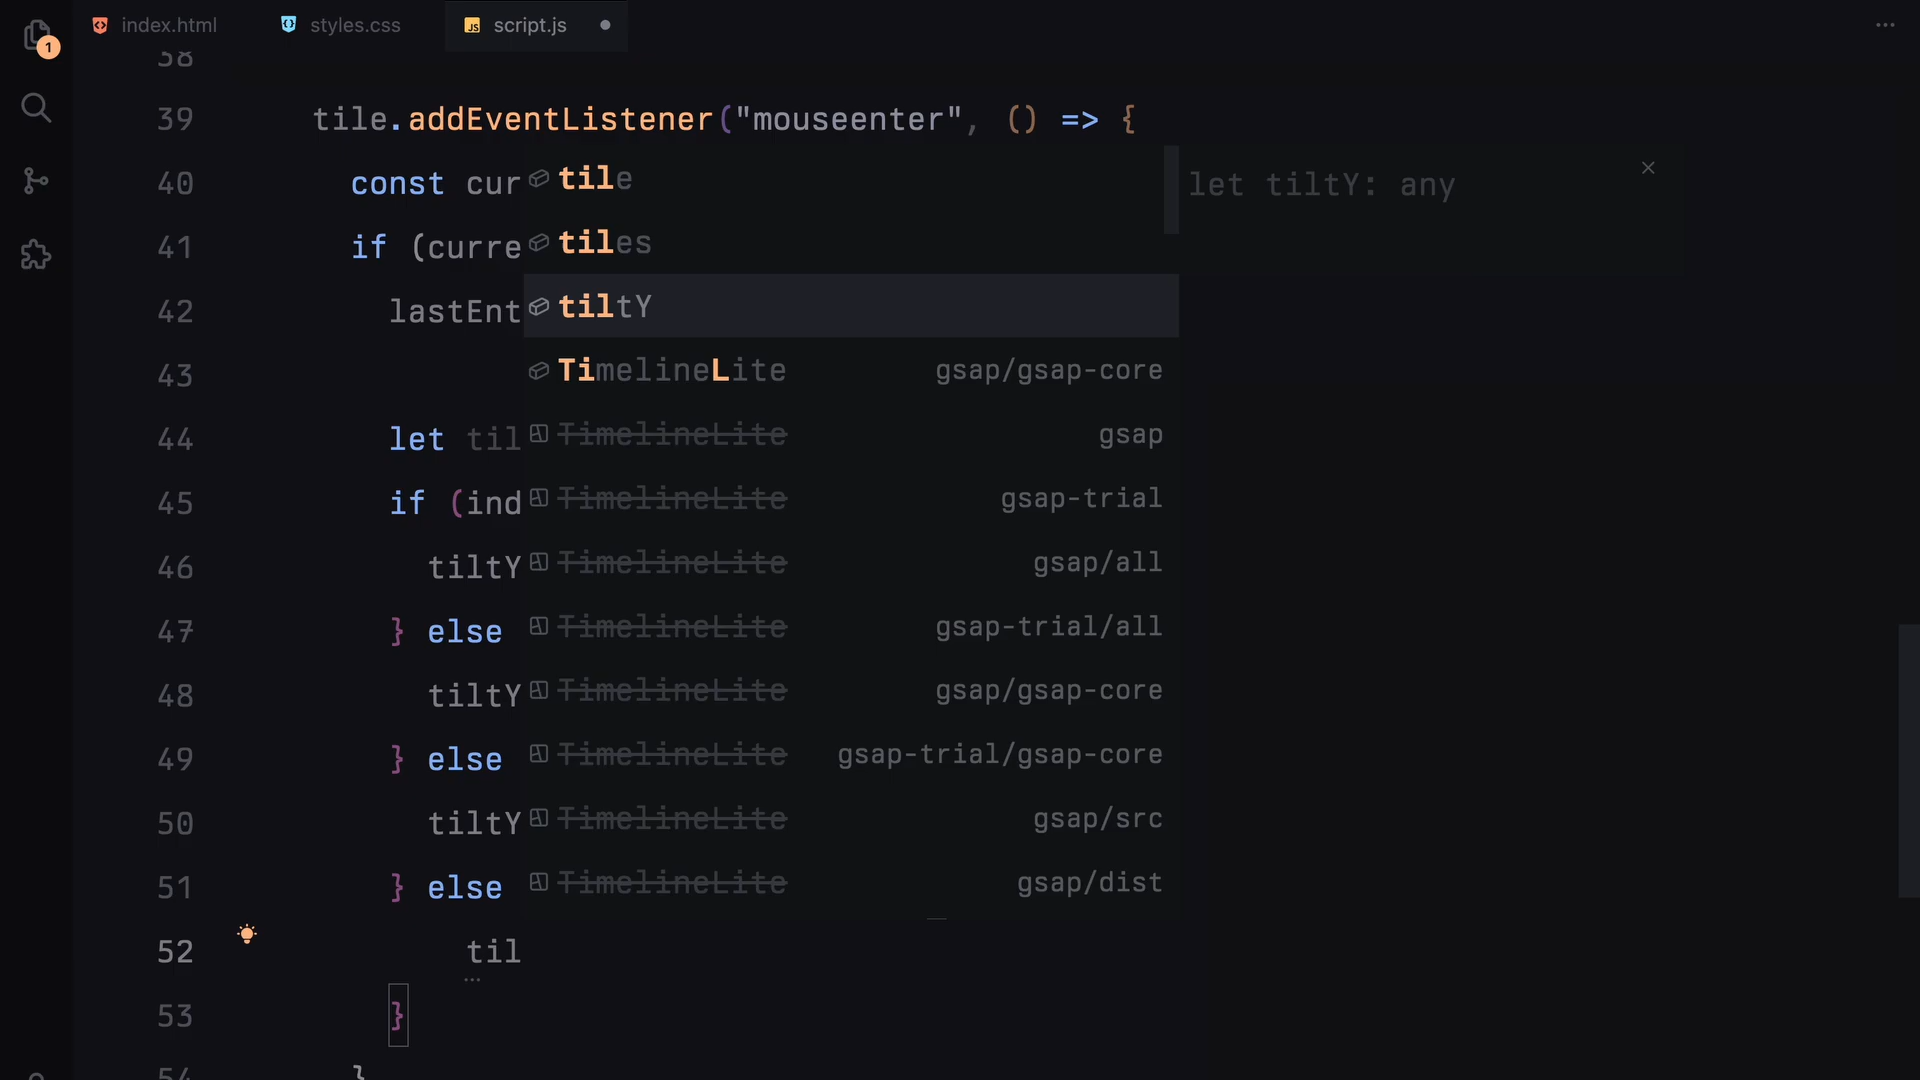 index.html styles.css script.js
1
38
39 tile.addEventListener("mouseenter", () => {
40 const cur
41 if (curre
42 lastEnt
43
44 let til
45 if (ind
46 tiltY
47 } else
48 tiltY
49 } else
50 tiltY
51 } else
52 til
53 }
54 }
tile
tiles
tiltY
TimelineLite gsap/gsap-core
TimelineLite gsap
TimelineLite gsap-trial
TimelineLite gsap/all
TimelineLite gsap-trial/all
TimelineLite gsap/gsap-core
TimelineLite gsap-trial/gsap-core
TimelineLite gsap/src
TimelineLite gsap/dist
let tiltY: any